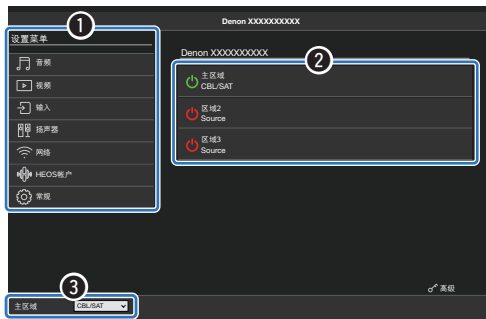 Denon XXXXXXXXXX
1
设置菜单
音频
视频
输入
扬声器
网络
HEOS帐户
常规
Denon XXXXXXXXXX
2
主区域
CBL/SAT
区域2
Source
区域3
Source
高级
3
主区域 CBL/SAT